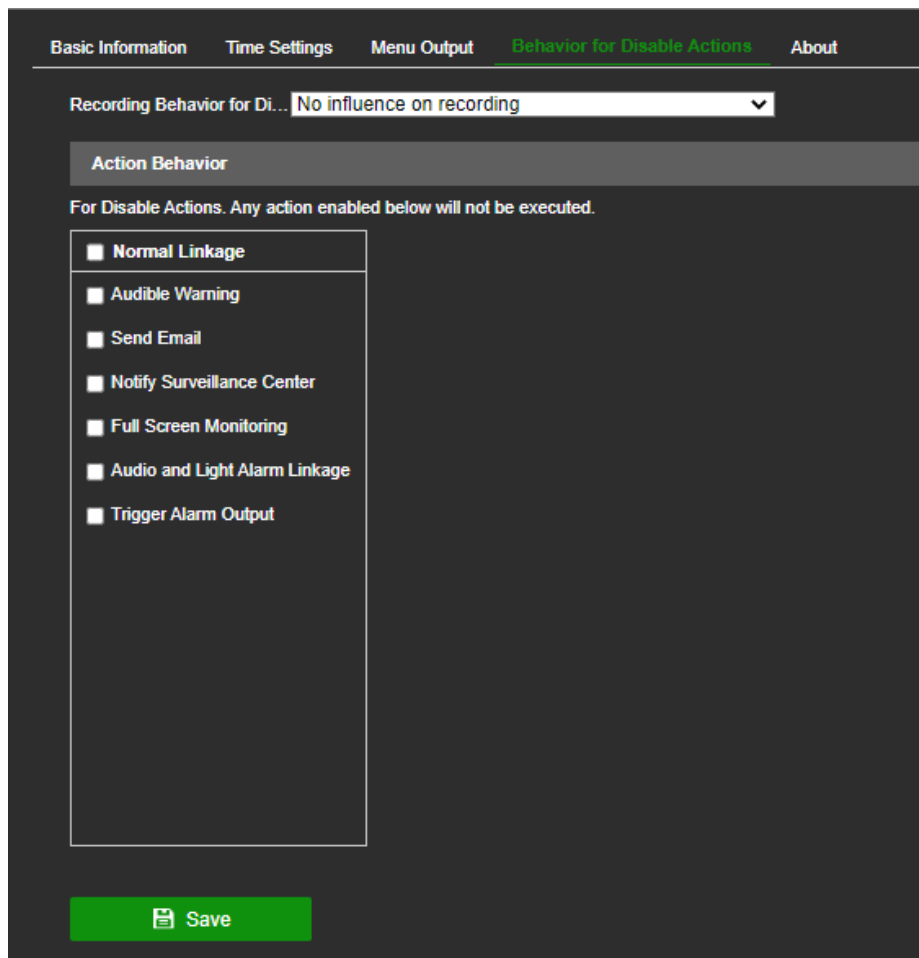 Basic Information Time Settings Menu Output Behavior for Disable Actions About
Recording Behavior for Di... No influence on recording
Action Behavior
For Disable Actions. Any action enabled below will not be executed.
Normal Linkage
Audible Warning
Send Email
Notify Surveillance Center
Full Screen Monitoring
Audio and Light Alarm Linkage
Trigger Alarm Output
Save